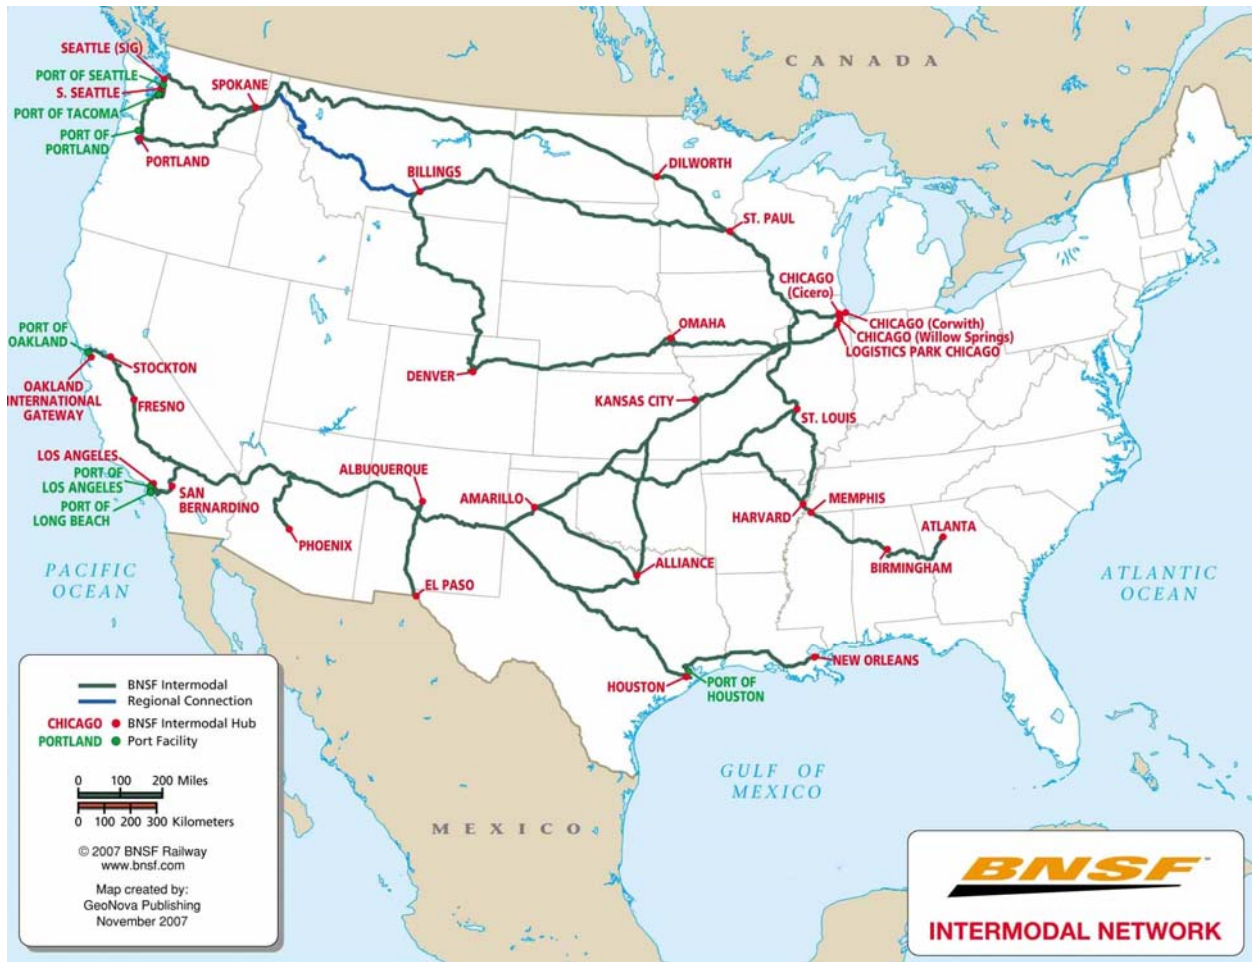 CANADA
SEATTLE (SIG)
PORT OF SEATTLE
S. SEATTLE
PORT OF TACOMA
PORT OF
PORTLAND
PORTLAND
SPOKANE
BILLINGS
DILWORTH
ST. PAUL
CHICAGO
(Cicero)
CHICAGO (Corwith)
CHICAGO (Willow Springs)
LOGISTICS PARK CHICAGO
OMAHA
DENVER
KANSAS CITY
ST. LOUIS
PORT OF
OAKLAND
STOCKTON
OAKLAND
INTERNATIONAL
GATEWAY
FRESNO
LOS ANGELES
PORT OF
LOS ANGELES
PORT OF
LONG BEACH
SAN
BERNARDINO
PHOENIX
ALBUQUERQUE
EL PASO
AMARILLO
ALLIANCE
HARVARD
MEMPHIS
BIRMINGHAM
ATLANTA
HOUSTON
PORT OF
HOUSTON
NEW ORLEANS
PACIFIC
OCEAN
ATLANTIC
OCEAN
GULF OF
MEXICO
MEXICO
BNSF Intermodal
Regional Connection
CHICAGO BNSF Intermodal Hub
PORTLAND Port Facility
0 100 200 Miles
0 100 200 300 Kilometers
© 2007 BNSF Railway
www.bnsf.com
Map created by:
GeoNova Publishing
November 2007
BNSF™
INTERMODAL NETWORK